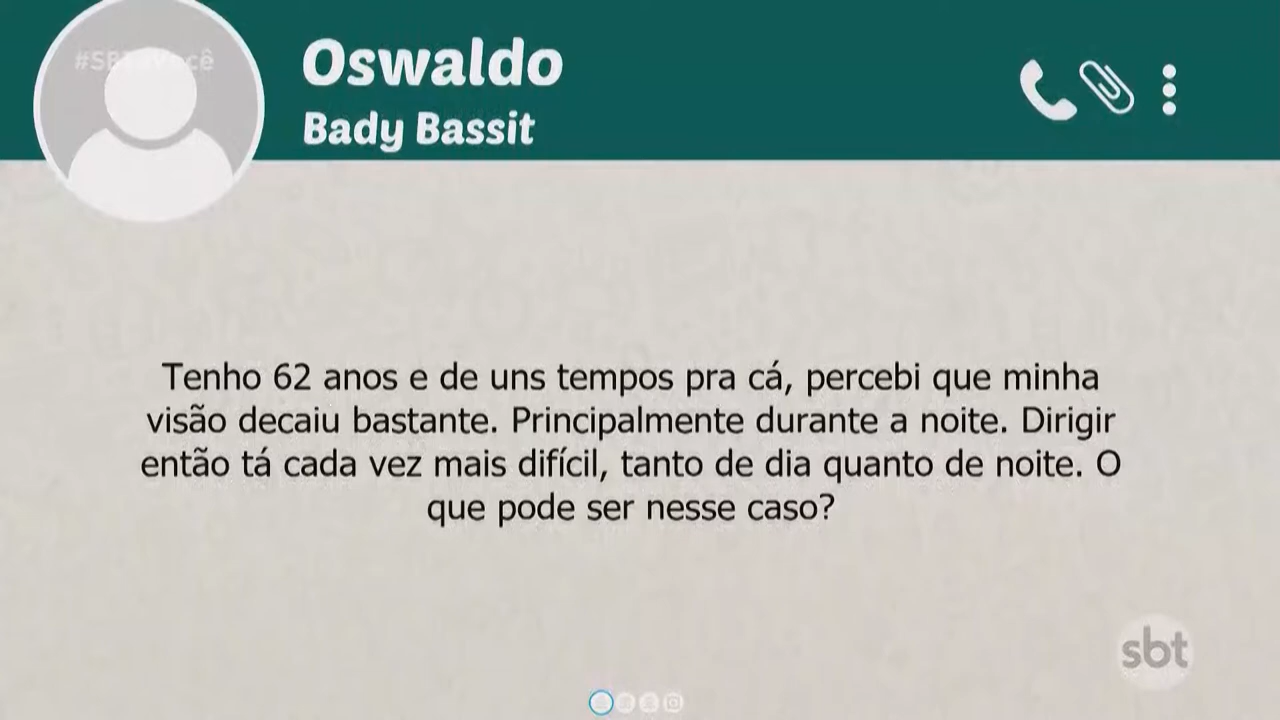 Oswaldo
Bady Bassit
Tenho 62 anos e de uns tempos pra cá, percebi que minha
visão decaiu bastante. Principalmente durante a noite. Dirigir
então tá cada vez mais difícil, tanto de dia quanto de noite. O
que pode ser nesse caso?
sbt